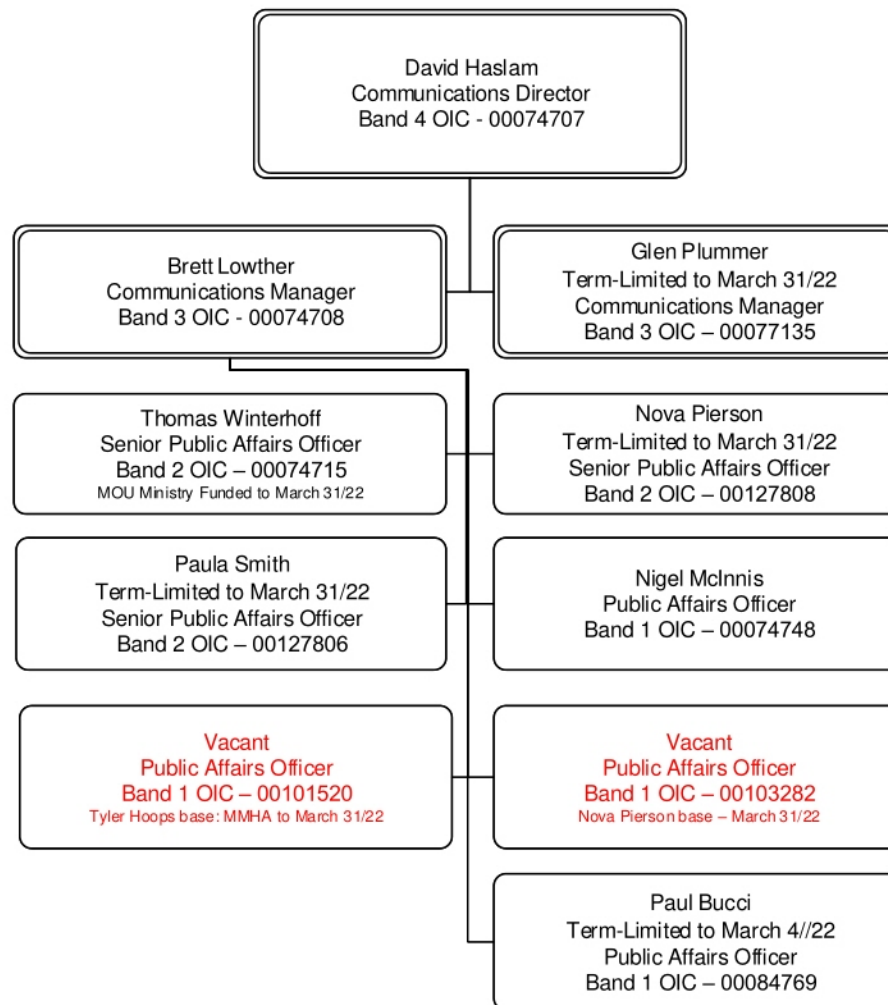 David Haslam
Communications Director
Band 4 OIC - 00074707
Brett Lowther
Communications Manager
Band 3 OIC - 00074708
Glen Plummer
Term-Limited to March 31/22
Communications Manager
Band 3 OIC – 00077135
Thomas Winterhoff
Senior Public Affairs Officer
Band 2 OIC – 00074715
MOU Ministry Funded to March 31/22
Nova Pierson
Term-Limited to March 31/22
Senior Public Affairs Officer
Band 2 OIC – 00127808
Paula Smith
Term-Limited to March 31/22
Senior Public Affairs Officer
Band 2 OIC – 00127806
Nigel McInnis
Public Affairs Officer
Band 1 OIC – 00074748
Vacant
Public Affairs Officer
Band 1 OIC – 00101520
Tyler Hoops base: MMHA to March 31/22
Vacant
Public Affairs Officer
Band 1 OIC – 00103282
Nova Pierson base – March 31/22
Paul Bucci
Term-Limited to March 4//22
Public Affairs Officer
Band 1 OIC – 00084769